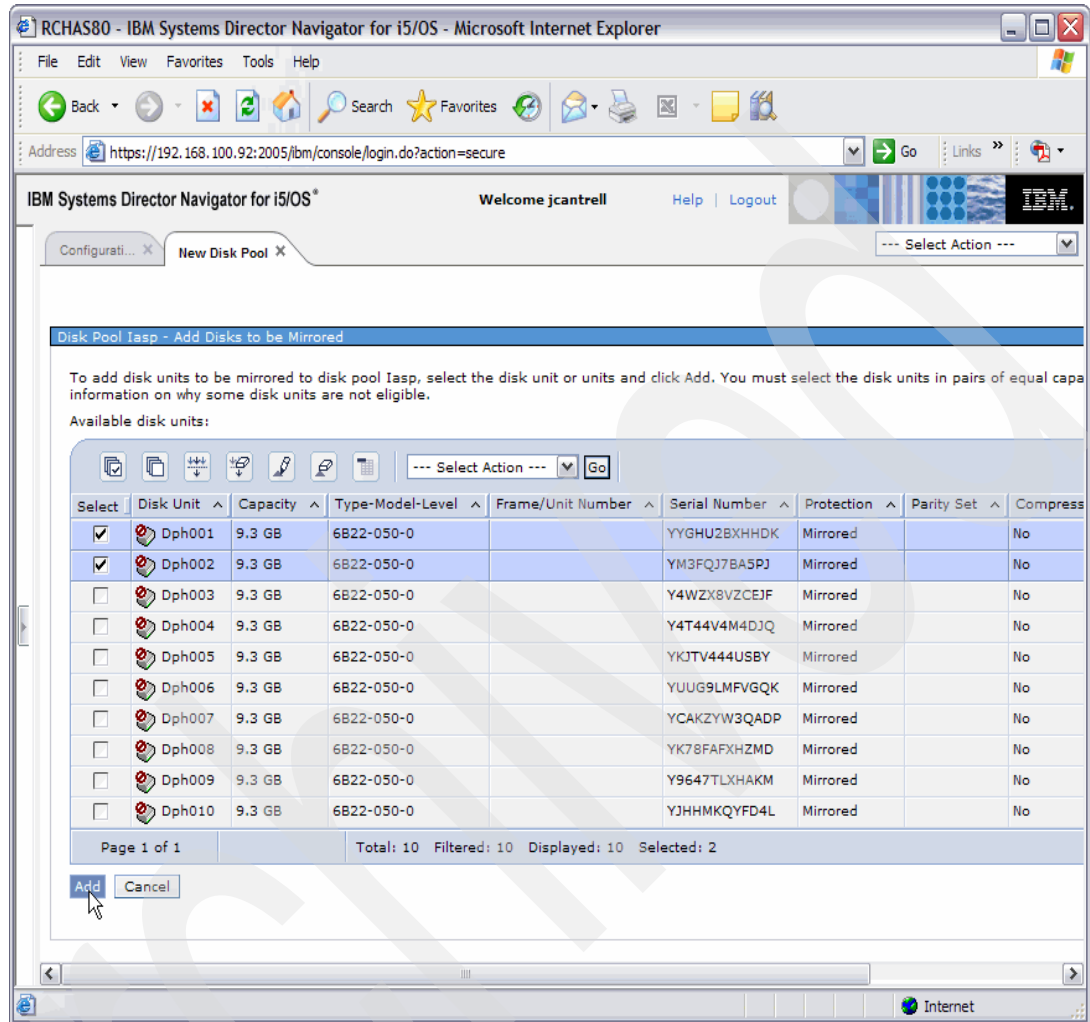 RCHAS80 - IBM Systems Director Navigator for i5/OS - Microsoft Internet Explorer
File Edit View Favorites Tools Help
Back Search Favorites
Address https://192.168.100.92:2005/ibm/console/login.do?action=secure Go Links »
IBM Systems Director Navigator for i5/OS® Welcome jcantrell Help | Logout IBM.
Configurati... New Disk Pool --- Select Action ---
Disk Pool Iasp - Add Disks to be Mirrored
To add disk units to be mirrored to disk pool Iasp, select the disk unit or units and click Add. You must select the disk units in pairs of equal capa
information on why some disk units are not eligible.
Available disk units:
--- Select Action --- Go
Select Disk Unit Capacity Type-Model-Level Frame/Unit Number Serial Number Protection Parity Set Compress
Dph001 9.3 GB 6B22-050-0 YYGHU2BXHHDK Mirrored No
Dph002 9.3 GB 6B22-050-0 YM3FQJ7BA5PJ Mirrored No
Dph003 9.3 GB 6B22-050-0 Y4WZX8VZCEJF Mirrored No
Dph004 9.3 GB 6B22-050-0 Y4T44V4M4DJQ Mirrored No
Dph005 9.3 GB 6B22-050-0 YKJTV444USBY Mirrored No
Dph006 9.3 GB 6B22-050-0 YUUG9LMFVGQK Mirrored No
Dph007 9.3 GB 6B22-050-0 YCAKZYW3QADP Mirrored No
Dph008 9.3 GB 6B22-050-0 YK78FAFXHZMD Mirrored No
Dph009 9.3 GB 6B22-050-0 Y9647TLXHAKM Mirrored No
Dph010 9.3 GB 6B22-050-0 YJHHMKQYFD4L Mirrored No
Page 1 of 1 Total: 10 Filtered: 10 Displayed: 10 Selected: 2
Add Cancel
Internet